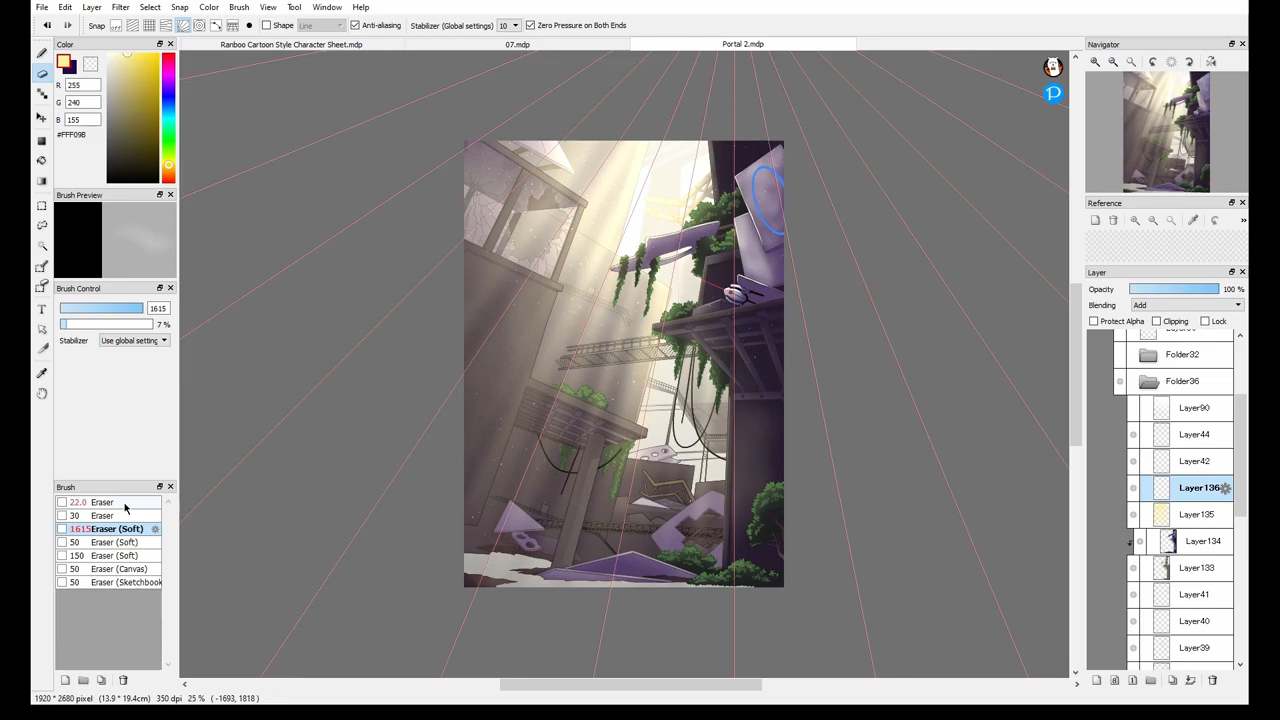 File Edit Layer Filter Select Snap Color Brush View Tool Window Help
Snap off Shape Line Anti-aliasing Stabilizer (Global settings) 10 Zero Pressure on Both Ends
Color
Ranboo Cartoon Style Character Sheet.mdp
07.mdp
Portal 2.mdp
Navigator
R 255
G 240
B 155
#FFF09B
Brush Preview
Reference
Layer
Brush Control
Opacity 100 %
1615
Blending Add
7 %
Protect Alpha Clipping Lock
Stabilizer Use global setting
Folder32
Folder36
Layer90
Layer44
Layer42
Layer136
Layer135
Layer134
Layer133
Layer41
Layer40
Layer39
Brush
22.0 Eraser
30 Eraser
1615 Eraser (Soft)
50 Eraser (Soft)
150 Eraser (Soft)
50 Eraser (Canvas)
50 Eraser (Sketchbook
1920 * 2680 pixel (13.9 * 19.4cm) 350 dpi 25 % ( -1693, 1818 )